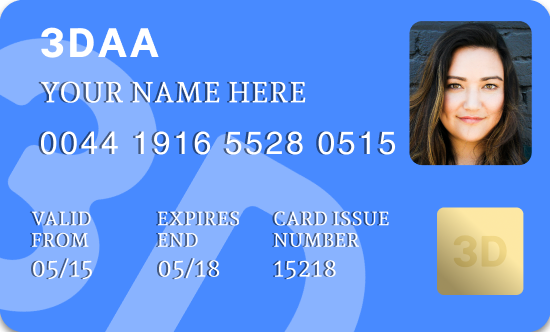 3DAA
YOUR NAME HERE
0044 1916 5528 0515
VALID FROM
05/15
EXPIRES END
05/18
CARD ISSUE NUMBER
15218
3D
3D